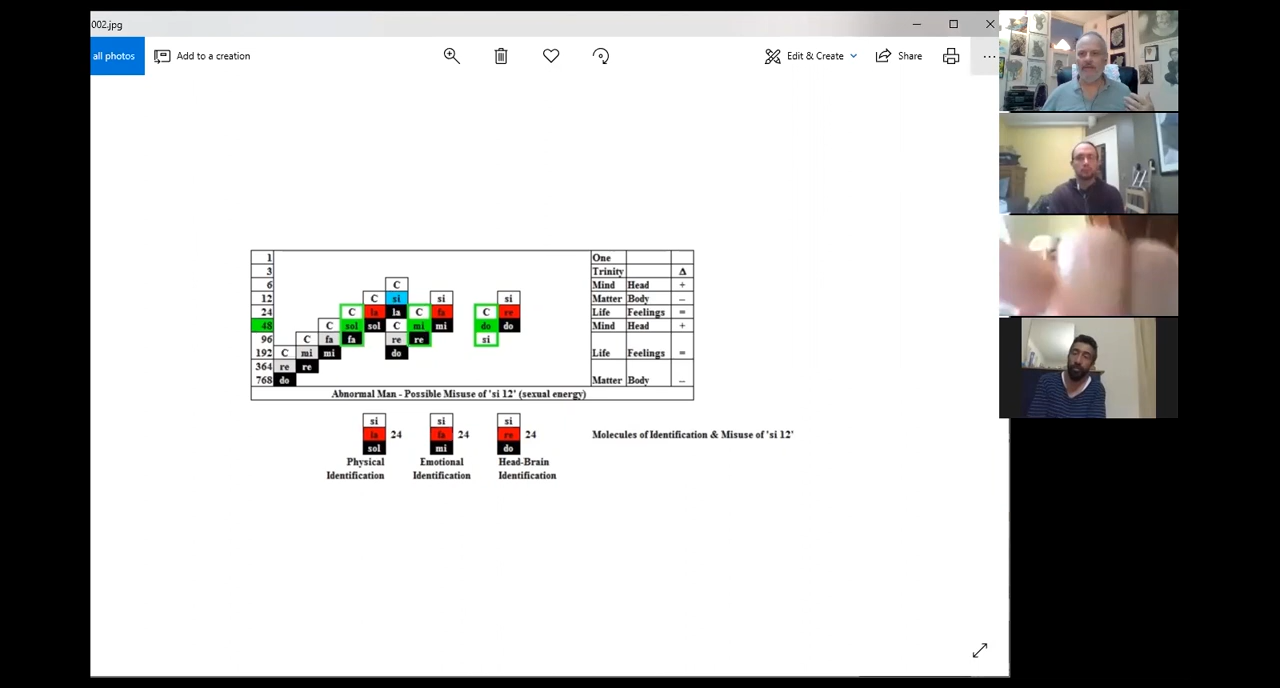 002.jpg
all photos Add to a creation Edit & Create Share
1 One
3 Trinity Δ
6 C Mind Head +
12 C si si si Matter Body –
24 C la la C fa C re Life Feelings =
48 C sol sol C mi mi do do Mind Head +
96 C fa fa re re si
192 C mi mi do Life Feelings =
364 re re
768 do Matter Body –
Abnormal Man - Possible Misuse of 'si 12' (sexual energy)
si si si
la 24 fa 24 re 24 Molecules of Identification & Misuse of 'si 12'
sol mi do
Physical Emotional Head-Brain
Identification Identification Identification